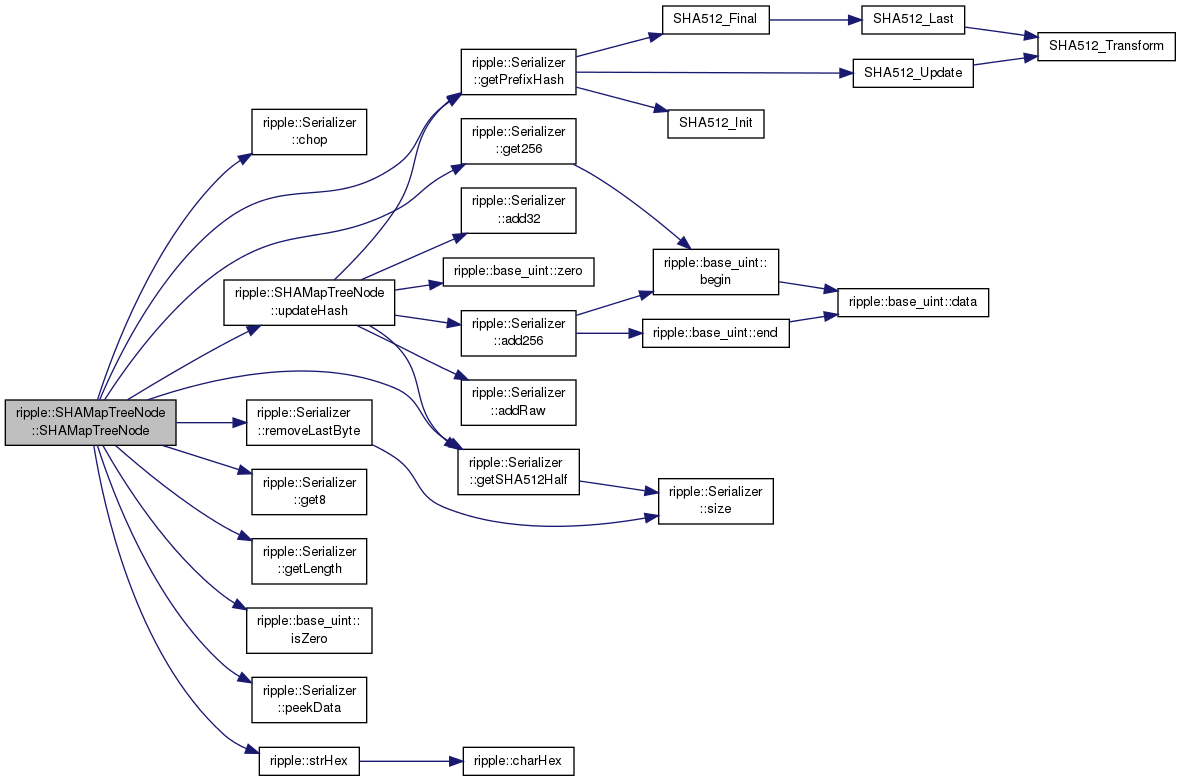 SHA512_Final
SHA512_Last
SHA512_Transform
ripple::Serializer
::getPrefixHash
SHA512_Update
SHA512_Init
ripple::Serializer
::chop
ripple::Serializer
::get256
ripple::Serializer
::add32
ripple::base_uint::zero
ripple::base_uint::
begin
ripple::SHAMapTreeNode
::updateHash
ripple::base_uint::data
ripple::Serializer
::add256
ripple::base_uint::end
ripple::Serializer
::addRaw
ripple::SHAMapTreeNode
::SHAMapTreeNode
ripple::Serializer
::removeLastByte
ripple::Serializer
::getSHA512Half
ripple::Serializer
::get8
ripple::Serializer
::size
ripple::Serializer
::getLength
ripple::base_uint::
isZero
ripple::Serializer
::peekData
ripple::strHex
ripple::charHex